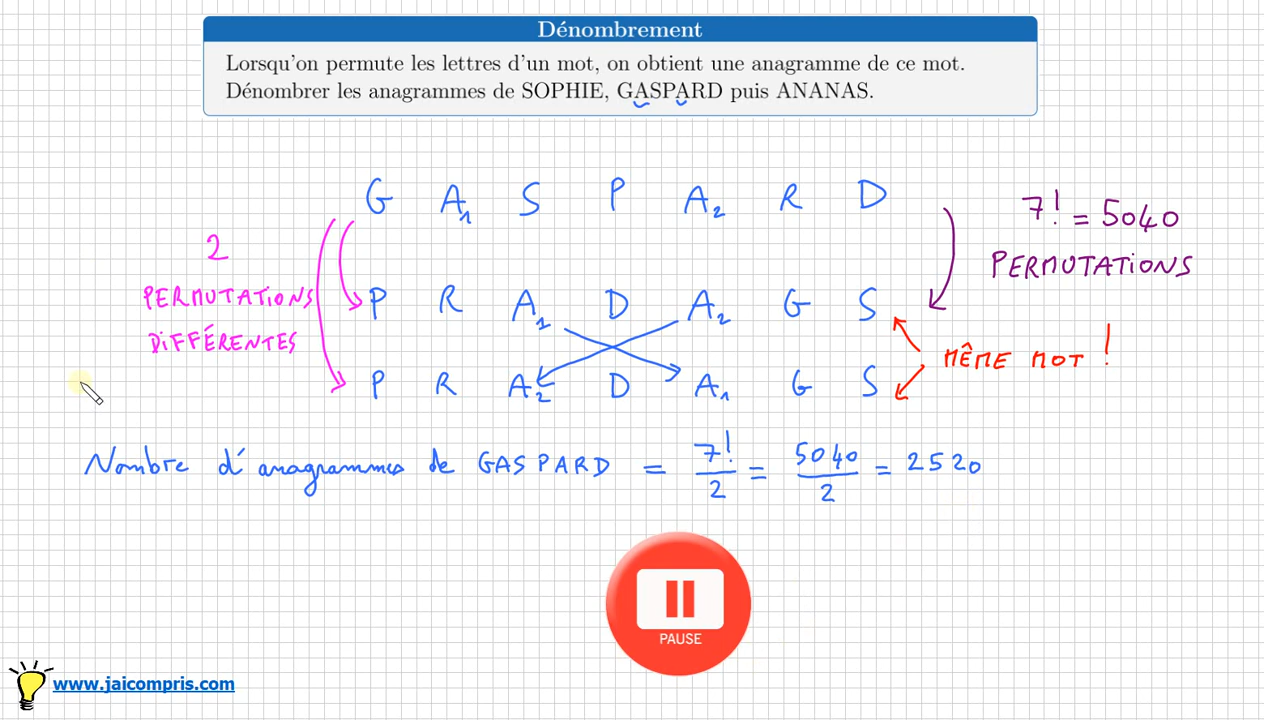 Dénombrement
Lorsqu'on permute les lettres d'un mot, on obtient une anagramme de ce mot.
Dénombrer les anagrammes de SOPHIE, GASPARD puis ANANAS.
G A1 S P A2 R D
7! = 5040
PERMUTATIONS
2
PERMUTATIONS
DIFFÉRENTES
P R A1 D A2 G S
MÊME MOT !
P R A2 D A1 G S
Nombre d'anagrammes de GASPARD = 7!/2 = 5040/2 = 2520
PAUSE
www.jaicompris.com